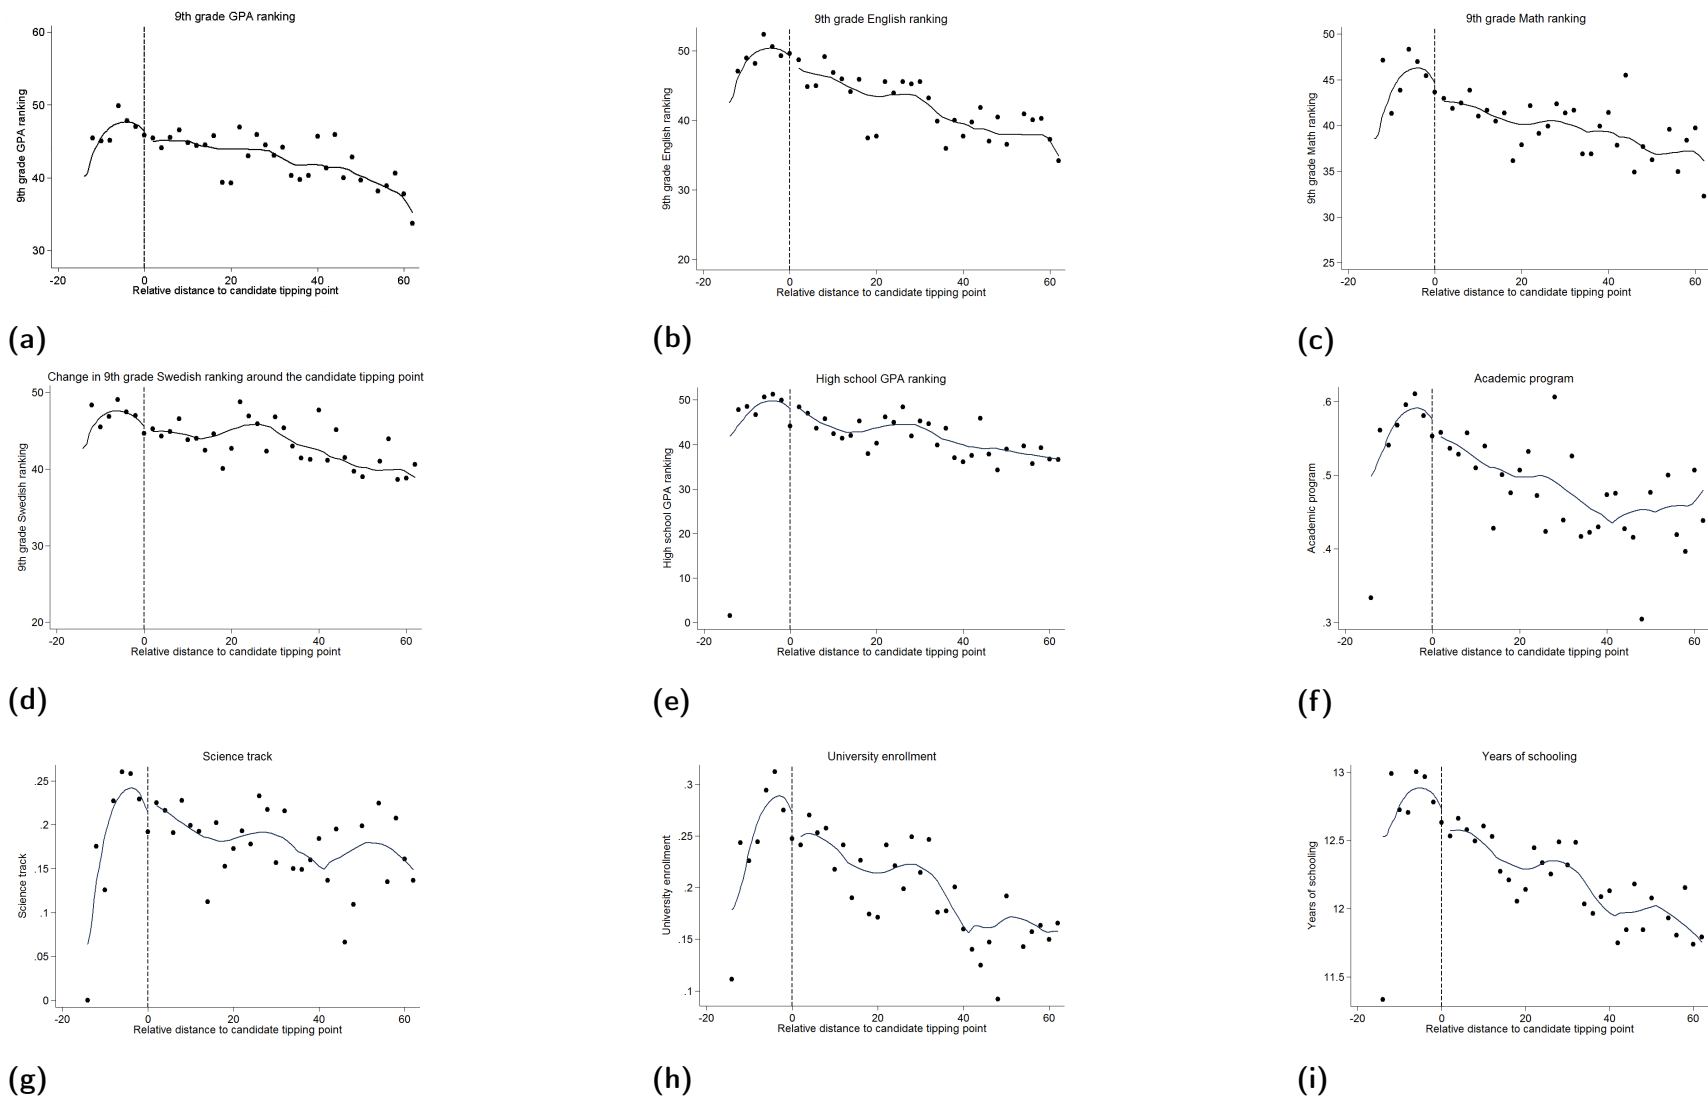 9th grade GPA ranking
60
50
40
30
9th grade GPA ranking
-20 0 20 40 60
Relative distance to candidate tipping point
(a)
9th grade English ranking
50
40
30
20
9th grade English ranking
-20 0 20 40 60
Relative distance to candidate tipping point
(b)
9th grade Math ranking
50
45
40
35
30
25
9th grade Math ranking
-20 0 20 40 60
Relative distance to candidate tipping point
(c)
Change in 9th grade Swedish ranking around the candidate tipping point
50
40
30
20
9th grade Swedish ranking
-20 0 20 40 60
Relative distance to candidate tipping point
(d)
High school GPA ranking
50
40
30
20
10
0
High school GPA ranking
-20 0 20 40 60
Relative distance to candidate tipping point
(e)
Academic program
.6
.5
.4
.3
Academic program
-20 0 20 40 60
Relative distance to candidate tipping point
(f)
Science track
.25
.2
.15
.1
.05
0
Science track
-20 0 20 40 60
Relative distance to candidate tipping point
(g)
University enrollment
.3
.25
.2
.15
.1
University enrollment
-20 0 20 40 60
Relative distance to candidate tipping point
(h)
Years of schooling
13
12.5
12
11.5
Years of schooling
-20 0 20 40 60
Relative distance to candidate tipping point
(i)